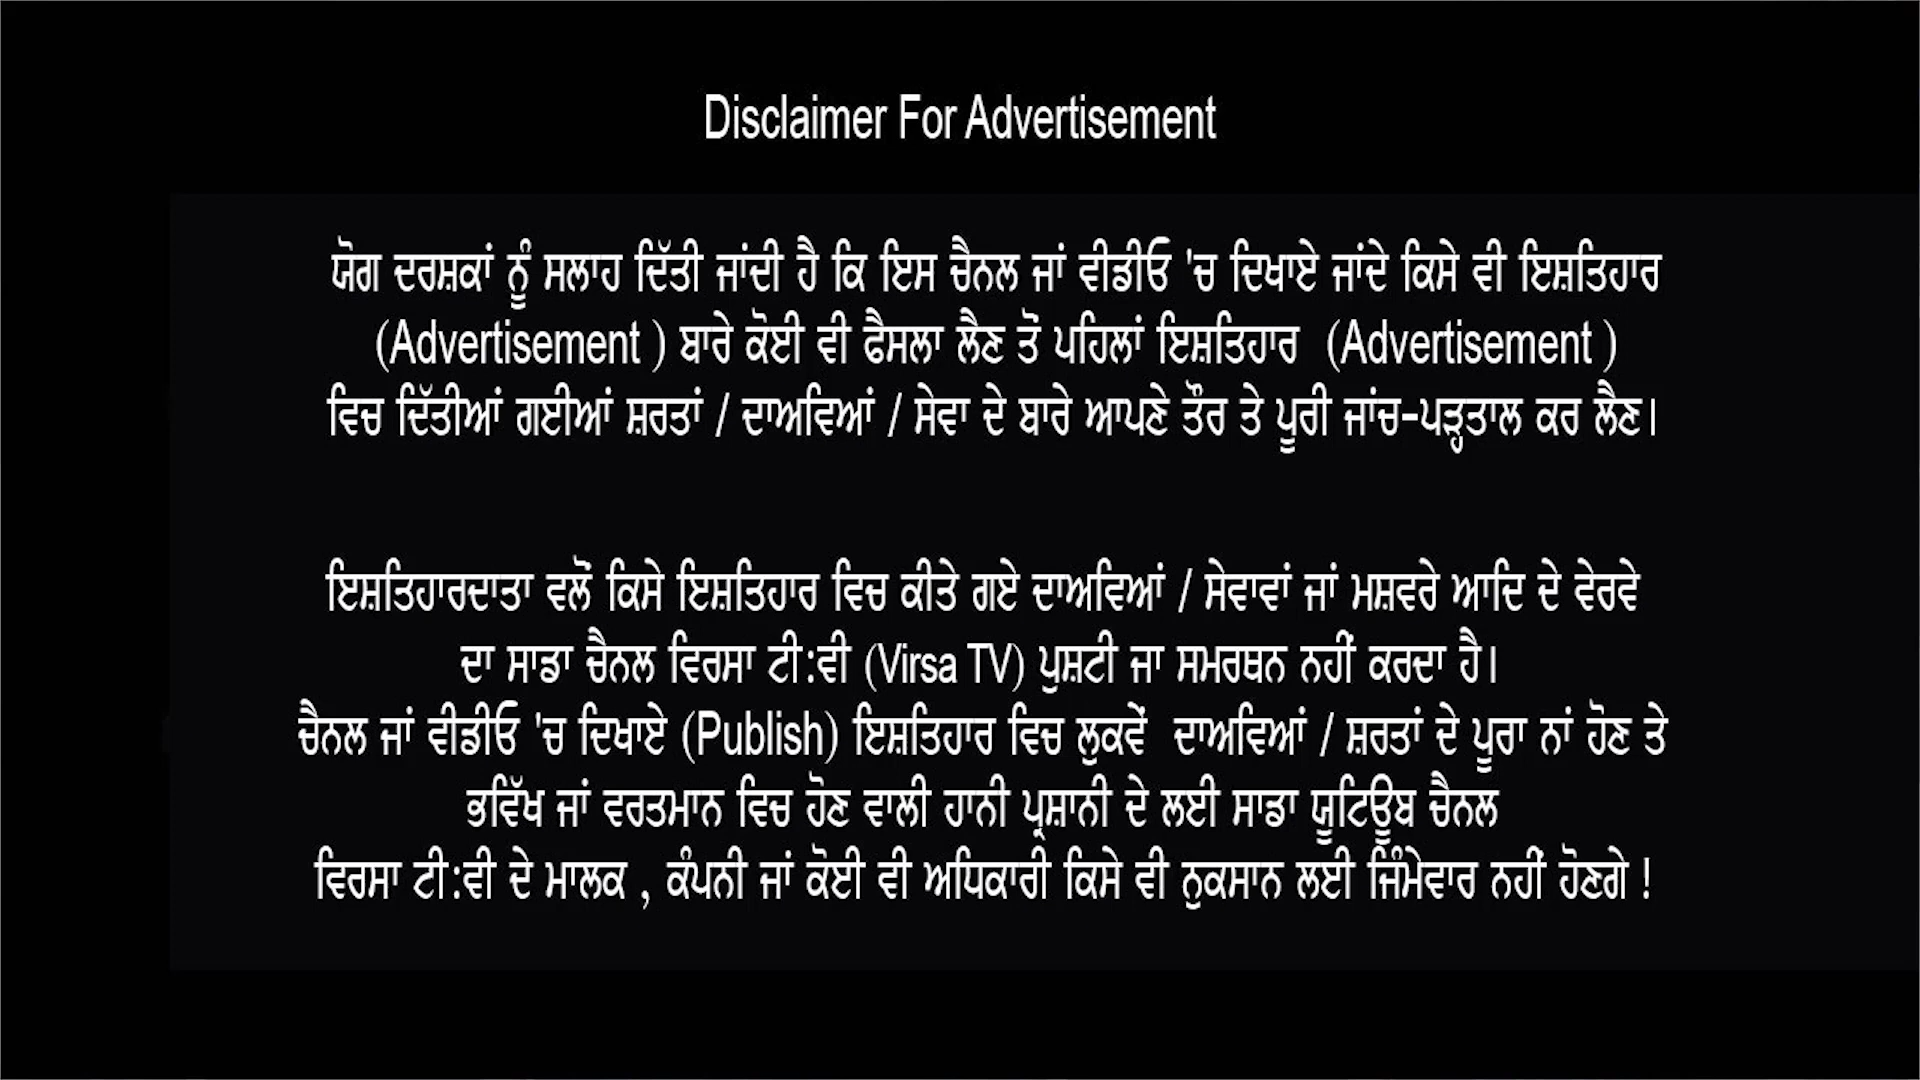 Disclaimer For Advertisement
ਯੋਗ ਦਰਸ਼ਕਾਂ ਨੂੰ ਸਲਾਹ ਦਿੱਤੀ ਜਾਂਦੀ ਹੈ ਕਿ ਇਸ ਚੈਨਲ ਜਾਂ ਵੀਡੀਓ 'ਚ ਦਿਖਾਏ ਜਾਂਦੇ ਕਿਸੇ ਵੀ ਇਸ਼ਤਿਹਾਰ
(Advertisement ) ਬਾਰੇ ਕੋਈ ਵੀ ਫੈਸਲਾ ਲੈਣ ਤੋਂ ਪਹਿਲਾਂ ਇਸ਼ਤਿਹਾਰ (Advertisement )
ਵਿਚ ਦਿੱਤੀਆਂ ਗਈਆਂ ਸ਼ਰਤਾਂ / ਦਾਅਵਿਆਂ / ਸੇਵਾ ਦੇ ਬਾਰੇ ਆਪਣੇ ਤੌਰ ਤੇ ਪੂਰੀ ਜਾਂਚ-ਪੜ੍ਹਤਾਲ ਕਰ ਲੈਣ।
ਇਸ਼ਤਿਹਾਰਦਾਤਾ ਵਲੋਂ ਕਿਸੇ ਇਸ਼ਤਿਹਾਰ ਵਿਚ ਕੀਤੇ ਗਏ ਦਾਅਵਿਆਂ / ਸੇਵਾਵਾਂ ਜਾਂ ਮਸ਼ਵਰੇ ਆਦਿ ਦੇ ਵੇਰਵੇ
ਦਾ ਸਾਡਾ ਚੈਨਲ ਵਿਰਸਾ ਟੀ:ਵੀ (Virsa TV) ਪੁਸ਼ਟੀ ਜਾ ਸਮਰਥਨ ਨਹੀਂ ਕਰਦਾ ਹੈ।
ਚੈਨਲ ਜਾਂ ਵੀਡੀਓ 'ਚ ਦਿਖਾਏ (Publish) ਇਸ਼ਤਿਹਾਰ ਵਿਚ ਲੁਕਵੇਂ ਦਾਅਵਿਆਂ / ਸ਼ਰਤਾਂ ਦੇ ਪੂਰਾ ਨਾਂ ਹੋਣ ਤੇ
ਭਵਿੱਖ ਜਾਂ ਵਰਤਮਾਨ ਵਿਚ ਹੋਣ ਵਾਲੀ ਹਾਨੀ ਪ੍ਰਸ਼ਾਨੀ ਦੇ ਲਈ ਸਾਡਾ ਯੂਟਿਊਬ ਚੈਨਲ
ਵਿਰਸਾ ਟੀ:ਵੀ ਦੇ ਮਾਲਕ , ਕੰਪਨੀ ਜਾਂ ਕੋਈ ਵੀ ਅਧਿਕਾਰੀ ਕਿਸੇ ਵੀ ਨੁਕਸਾਨ ਲਈ ਜਿੰਮੇਵਾਰ ਨਹੀਂ ਹੋਣਗੇ !